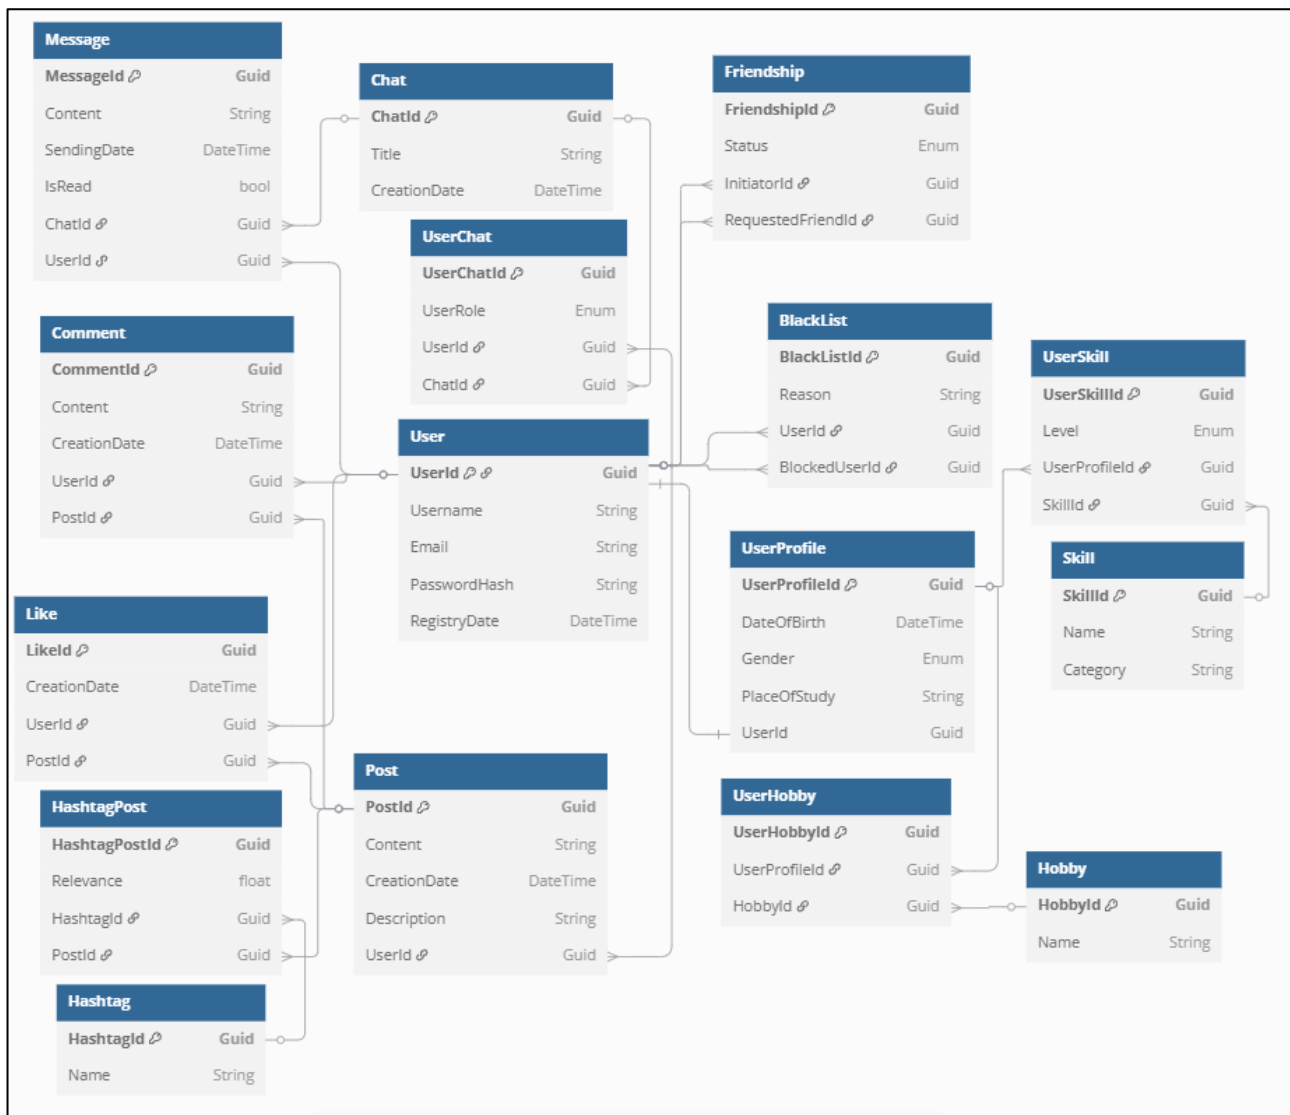 Message
MessageId Guid
Content String
SendingDate DateTime
IsRead bool
ChatId Guid
UserId Guid
Chat
ChatId Guid
Title String
CreationDate DateTime
Friendship
FriendshipId Guid
Status Enum
InitiatorId Guid
RequestedFriendId Guid
UserChat
UserChatId Guid
UserRole Enum
UserId Guid
ChatId Guid
Comment
CommentId Guid
Content String
CreationDate DateTime
UserId Guid
PostId Guid
User
UserId Guid
Username String
Email String
PasswordHash String
RegistryDate DateTime
BlackList
BlackListId Guid
Reason String
UserId Guid
BlockedUserId Guid
UserSkill
UserSkillId Guid
Level Enum
UserProfileId Guid
SkillId Guid
Skill
SkillId Guid
Name String
Category String
UserProfile
UserProfileId Guid
DateOfBirth DateTime
Gender Enum
PlaceOfStudy String
UserId Guid
Like
LikeId Guid
CreationDate DateTime
UserId Guid
PostId Guid
Post
PostId Guid
Content String
CreationDate DateTime
Description String
UserId Guid
HashtagPost
HashtagPostId Guid
Relevance float
HashtagId Guid
PostId Guid
UserHobby
UserHobbyId Guid
UserProfileId Guid
HobbyId Guid
Hobby
HobbyId Guid
Name String
Hashtag
HashtagId Guid
Name String